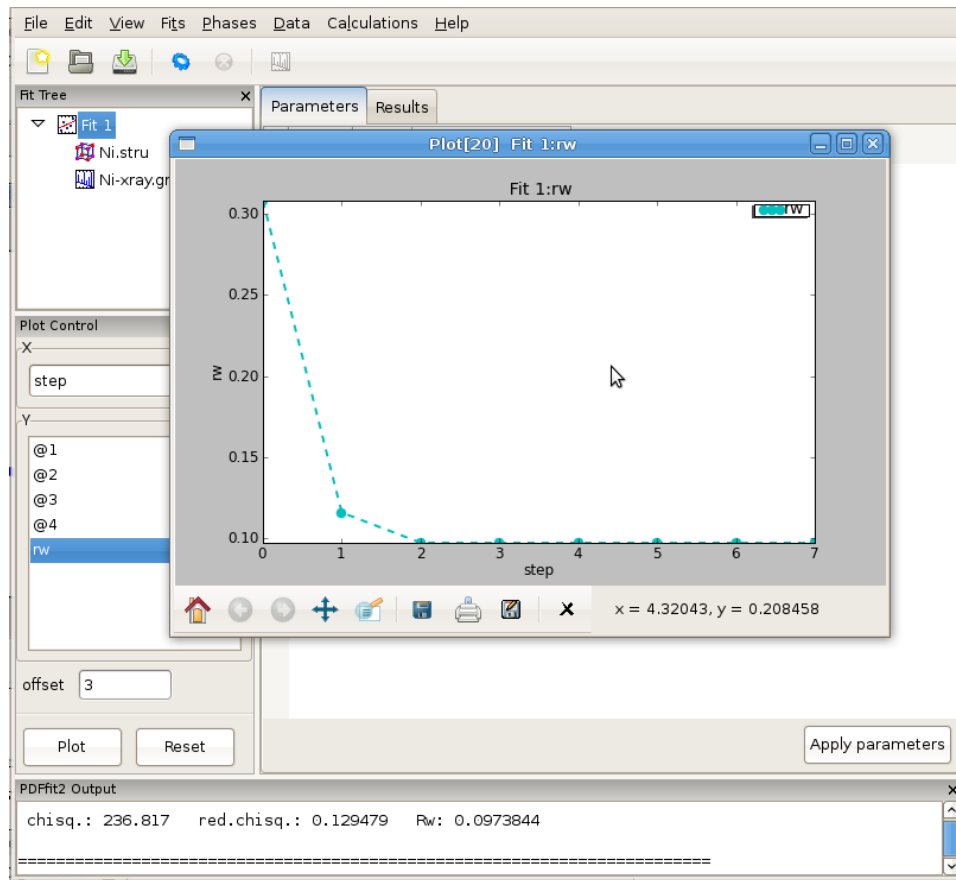 File Edit View Fits Phases Data Calculations Help
Fit Tree x
Parameters Results
Fit 1
Ni.stru
Ni-xray.gr
Plot[20] Fit 1:rw
Fit 1:rw
rw
0.30
0.25
0.20
0.15
0.10
rw
0 1 2 3 4 5 6 7
step
x = 4.32043, y = 0.208458
Plot Control
X
step
Y
@1
@2
@3
@4
rw
offset 3
Plot Reset
Apply parameters
PDFfit2 Output x
chisq.: 236.817 red.chisq.: 0.129479 Rw: 0.0973844
=========================================================================